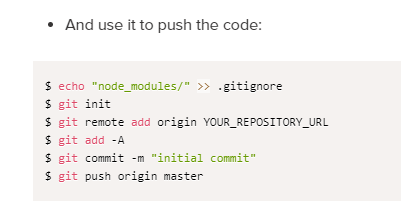 • And use it to push the code:
$ echo "node_modules/" >> .gitignore
$ git init
$ git remote add origin YOUR_REPOSITORY_URL
$ git add -A
$ git commit -m "initial commit"
$ git push origin master